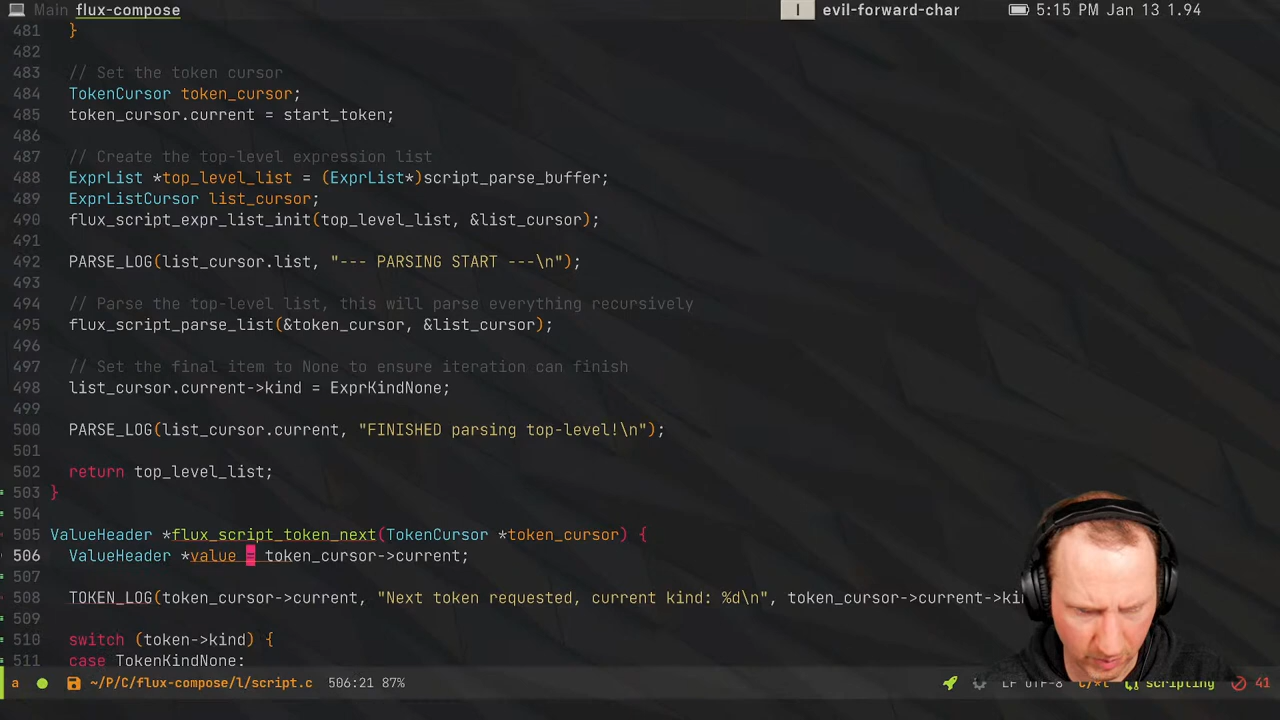 Main flux-compose
I evil-forward-char 5:15 PM Jan 13 1.94
481 }
482
483 // Set the token cursor
484 TokenCursor token_cursor;
485 token_cursor.current = start_token;
486
487 // Create the top-level expression list
488 ExprList *top_level_list = (ExprList*)script_parse_buffer;
489 ExprListCursor list_cursor;
490 flux_script_expr_list_init(top_level_list, &list_cursor);
491
492 PARSE_LOG(list_cursor.list, "--- PARSING START ---\n");
493
494 // Parse the top-level list, this will parse everything recursively
495 flux_script_parse_list(&token_cursor, &list_cursor);
496
497 // Set the final item to None to ensure iteration can finish
498 list_cursor.current->kind = ExprKindNone;
499
500 PARSE_LOG(list_cursor.current, "FINISHED parsing top-level!\n");
501
502 return top_level_list;
503 }
504
505 ValueHeader *flux_script_token_next(TokenCursor *token_cursor) {
506 ValueHeader *value = token_cursor->current;
507
508 TOKEN_LOG(token_cursor->current, "Next token requested, current kind: %d\n", token_cursor->current->kin
509
510 switch (token->kind) {
511 case TokenKindNone:
a ~/P/C/flux-compose/l/script.c 506:21 87% LF UTF-8 C/*l scripting 41